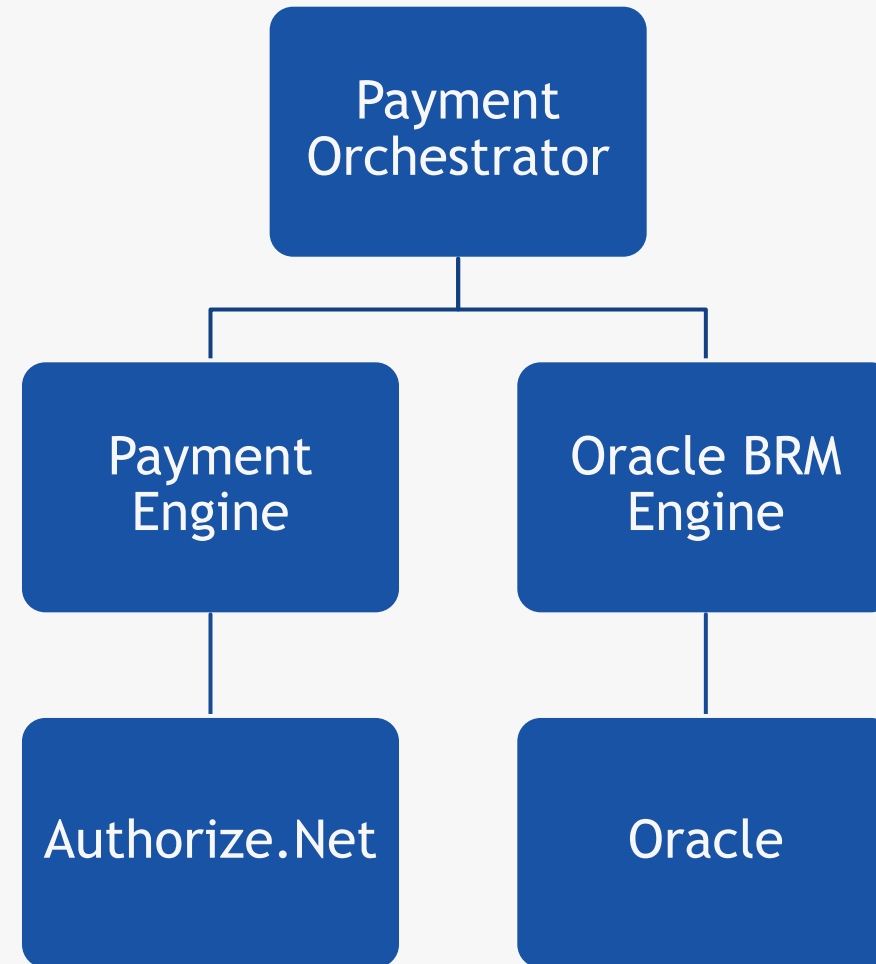 Payment
Orchestrator
Payment
Engine
Oracle BRM
Engine
Authorize.Net
Oracle